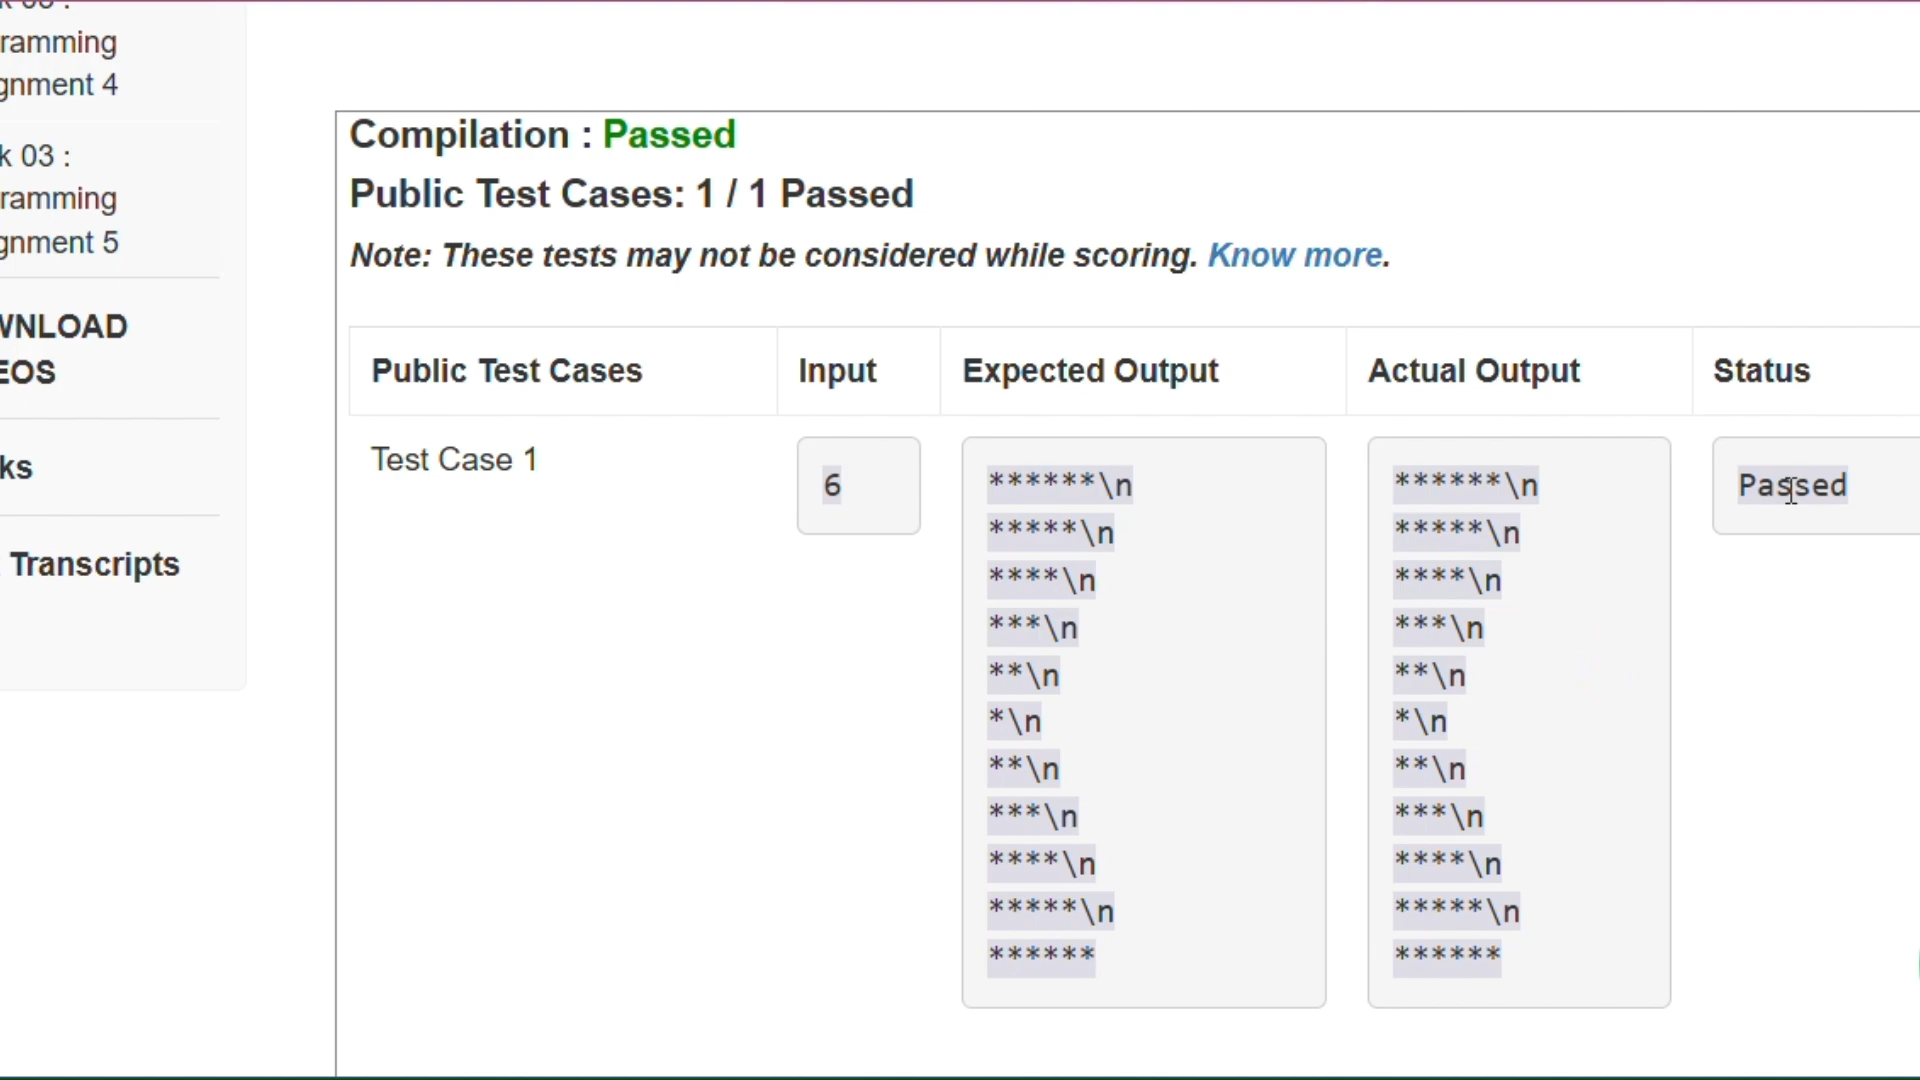 ramming
gnment 4
k 03 :
ramming
gnment 5
WNLOAD
EOS
ks
Transcripts
Compilation : Passed
Public Test Cases: 1 / 1 Passed
Note: These tests may not be considered while scoring. Know more.
Public Test Cases Input Expected Output Actual Output Status
Test Case 1 6 ******\n ******\n Passed
*****\n *****\n
****\n ****\n
***\n ***\n
**\n **\n
*\n *\n
**\n **\n
***\n ***\n
****\n ****\n
*****\n *****\n
****** ******